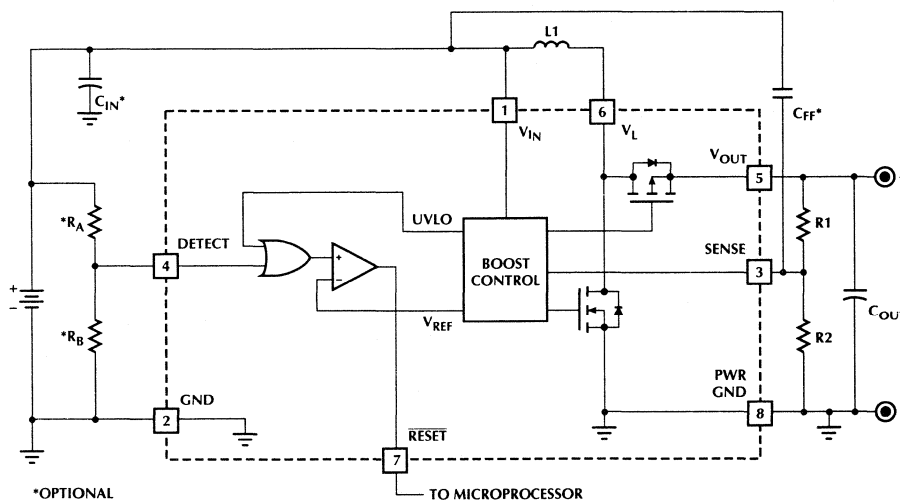 L1
C_IN*
1
V_IN
6
V_L
C_FF*
V_OUT
5
*R_A
UVLO
R1
DETECT
4
BOOST
CONTROL
SENSE
3
+
−
+
−
*R_B
V_REF
R2
C_OU
PWR
GND
8
GND
2
RESET
7
*OPTIONAL
TO MICROPROCESSOR